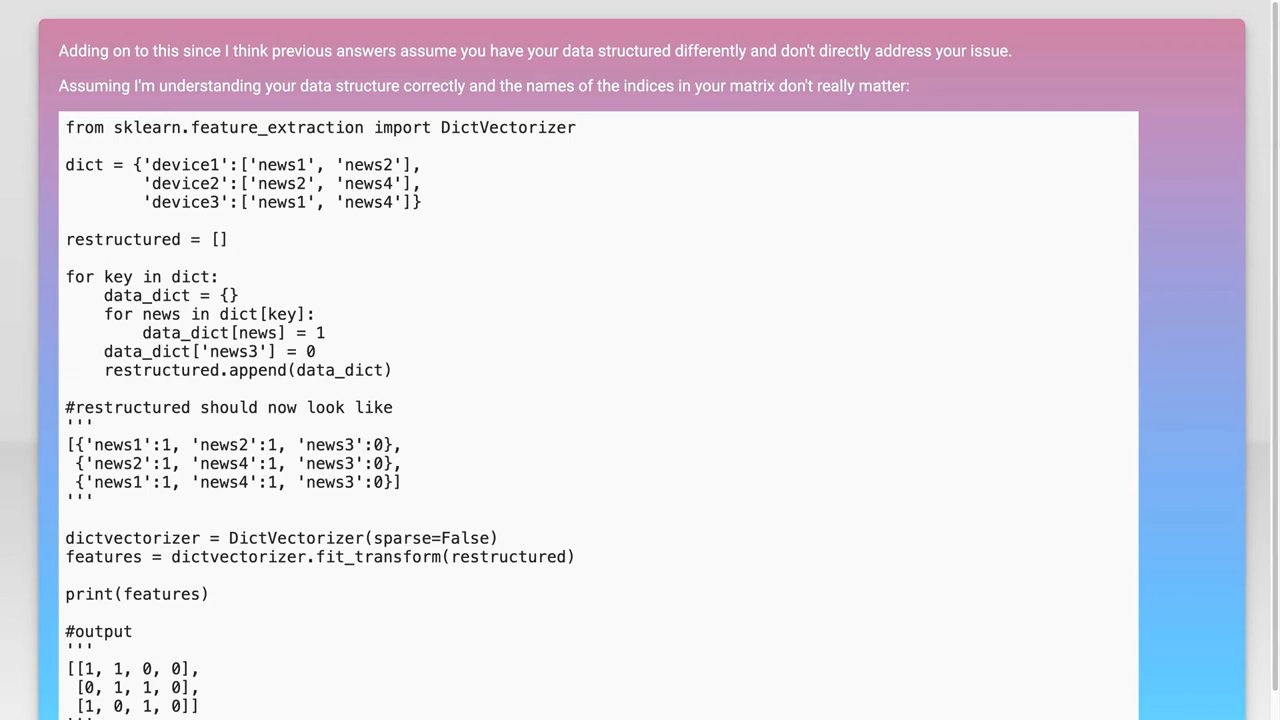 Adding on to this since I think previous answers assume you have your data structured differently and don't directly address your issue.
Assuming I'm understanding your data structure correctly and the names of the indices in your matrix don't really matter:
from sklearn.feature_extraction import DictVectorizer
dict = {'device1':['news1', 'news2'],
        'device2':['news2', 'news4'],
        'device3':['news1', 'news4']}
restructured = []
for key in dict:
    data_dict = {}
    for news in dict[key]:
        data_dict[news] = 1
    data_dict['news3'] = 0
    restructured.append(data_dict)
#restructured should now look like
'''
[{'news1':1, 'news2':1, 'news3':0},
 {'news2':1, 'news4':1, 'news3':0},
 {'news1':1, 'news4':1, 'news3':0}]
'''
dictvectorizer = DictVectorizer(sparse=False)
features = dictvectorizer.fit_transform(restructured)
print(features)
#output
'''
[[1, 1, 0, 0],
 [0, 1, 1, 0],
 [1, 0, 1, 0]]
'''